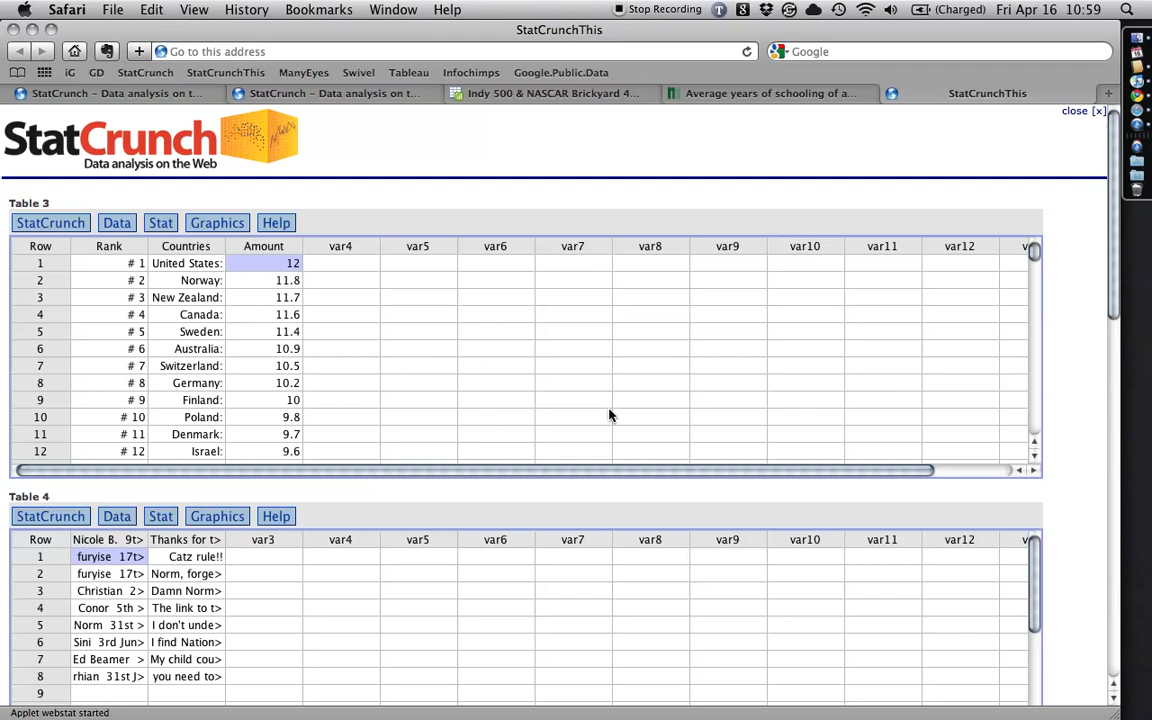 Safari File Edit View History Bookmarks Window Help Stop Recording (Charged) Fri Apr 16 10:59
StatCrunchThis
Go to this address Google
iG GD StatCrunch StatCrunchThis ManyEyes Swivel Tableau Infochimps Google.Public.Data
StatCrunch – Data analysis on t... StatCrunch – Data analysis on t... Indy 500 & NASCAR Brickyard 4... Average years of schooling of a... StatCrunchThis
close [x]
StatCrunch
Data analysis on the Web
Table 3
StatCrunch Data Stat Graphics Help
Row Rank Countries Amount var4 var5 var6 var7 var8 var9 var10 var11 var12 v
1 # 1 United States: 12
2 # 2 Norway: 11.8
3 # 3 New Zealand: 11.7
4 # 4 Canada: 11.6
5 # 5 Sweden: 11.4
6 # 6 Australia: 10.9
7 # 7 Switzerland: 10.5
8 # 8 Germany: 10.2
9 # 9 Finland: 10
10 # 10 Poland: 9.8
11 # 11 Denmark: 9.7
12 # 12 Israel: 9.6
Table 4
StatCrunch Data Stat Graphics Help
Row Nicole B. 9t> Thanks for t> var3 var4 var5 var6 var7 var8 var9 var10 var11 var12 v
1 furyise 17t> Catz rule!!
2 furyise 17t> Norm, forge>
3 Christian 2> Damn Norm>
4 Conor 5th > The link to t>
5 Norm 31st > I don't unde>
6 Sini 3rd Jun> I find Nation>
7 Ed Beamer > My child cou>
8 rhian 31st J> you need to>
9
Applet webstat started